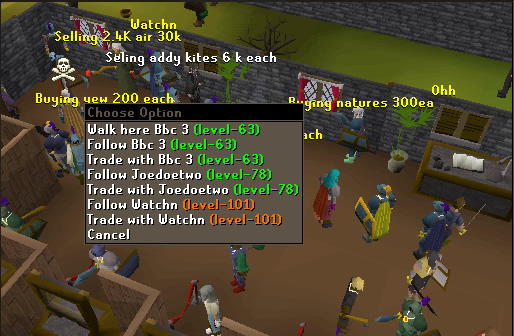 Watchn
Selling 2.4K air 30k
Seling addy kites 6 k each
Ohh
Buying yew 200 each
Buying natures 300ea
ach
Choose Option
Walk here Bbc 3 (level-63)
Follow Bbc 3 (level-63)
Trade with Bbc 3 (level-63)
Follow Joedoetwo (level-78)
Trade with Joedoetwo (level-78)
Follow Watchn (level-101)
Trade with Watchn (level-101)
Cancel